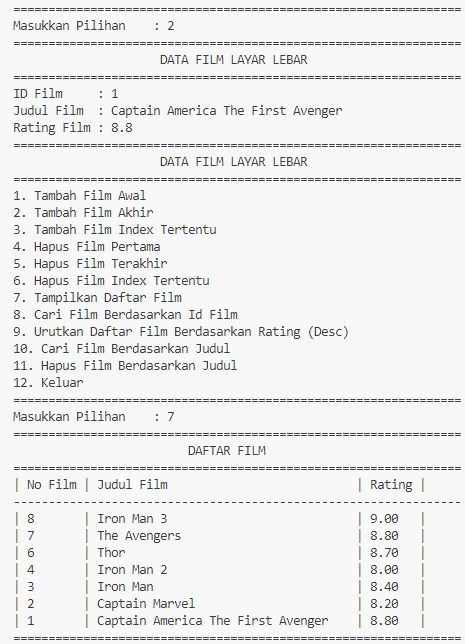 ================================================================
Masukkan Pilihan    : 2
================================================================
                     DATA FILM LAYAR LEBAR
================================================================
ID Film     : 1
Judul Film  : Captain America The First Avenger
Rating Film : 8.8
================================================================
                     DATA FILM LAYAR LEBAR
================================================================
1. Tambah Film Awal
2. Tambah Film Akhir
3. Tambah Film Index Tertentu
4. Hapus Film Pertama
5. Hapus Film Terakhir
6. Hapus Film Index Tertentu
7. Tampilkan Daftar Film
8. Cari Film Berdasarkan Id Film
9. Urutkan Daftar Film Berdasarkan Rating (Desc)
10. Cari Film Berdasarkan Judul
11. Hapus Film Berdasarkan Judul
12. Keluar
================================================================
Masukkan Pilihan    : 7
================================================================
                         DAFTAR FILM
================================================================
| No Film | Judul Film                           | Rating |
----------------------------------------------------------------
| 8       | Iron Man 3                           | 9.00   |
| 7       | The Avengers                         | 8.80   |
| 6       | Thor                                 | 8.70   |
| 4       | Iron Man 2                           | 8.00   |
| 3       | Iron Man                             | 8.40   |
| 2       | Captain Marvel                       | 8.20   |
| 1       | Captain America The First Avenger    | 8.80   |
================================================================